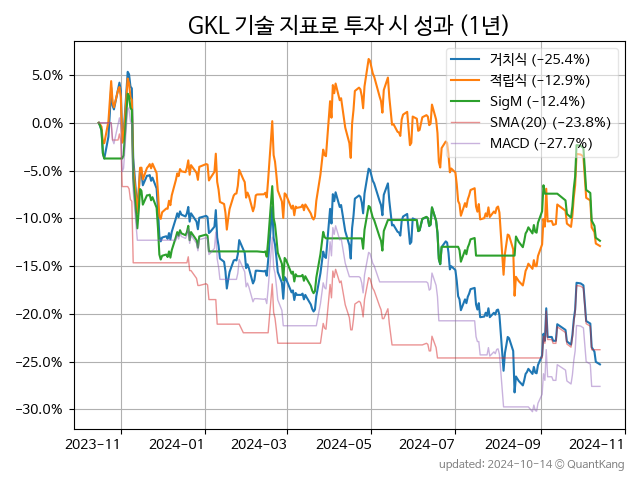 GKL 기술 지표로 투자 시 성과 (1년)
거치식 (−25.4%)
적립식 (−12.9%)
SigM (−12.4%)
SMA(20) (−23.8%)
MACD (−27.7%)
5.0%
0.0%
−5.0%
−10.0%
−15.0%
−20.0%
−25.0%
−30.0%
2023−11 2024−01 2024−03 2024−05 2024−07 2024−09 2024−11
updated: 2024-10-14 © QuantKang